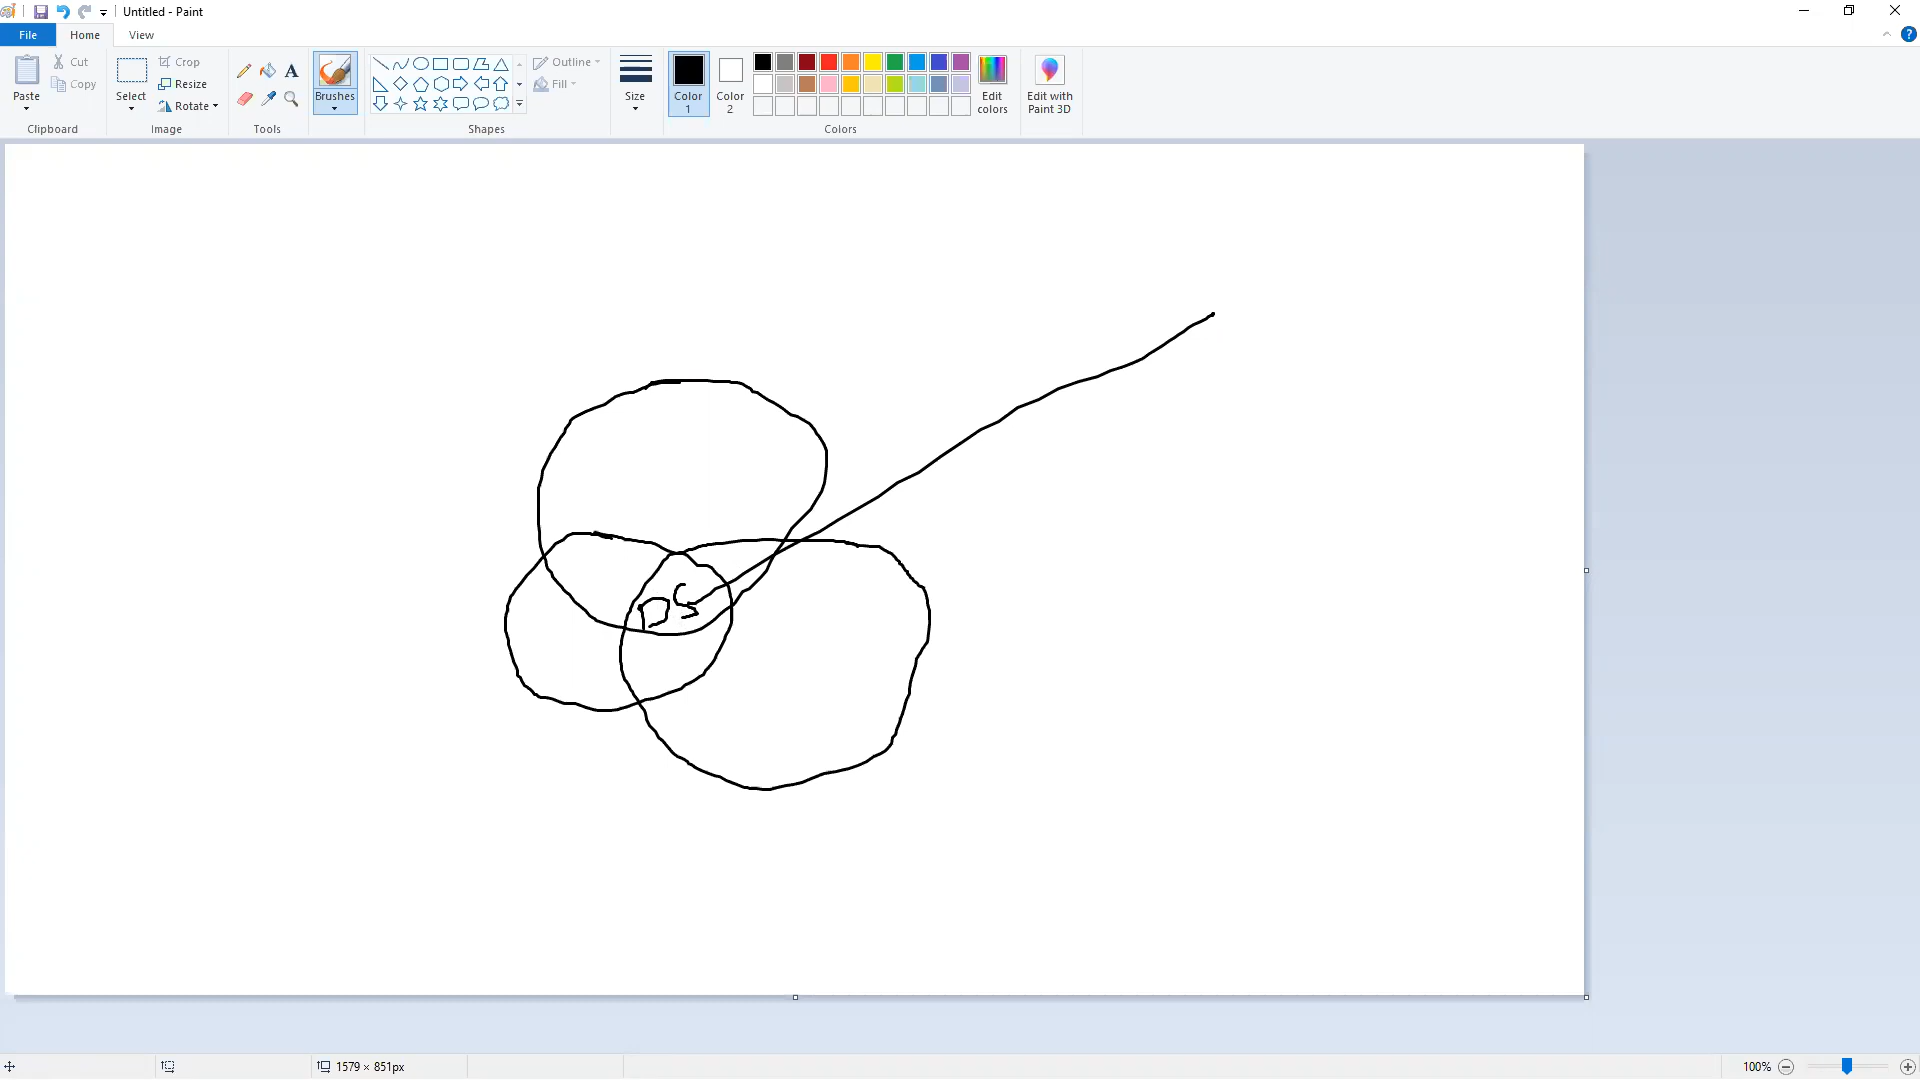 Untitled - Paint
File
Home
View
Paste
Cut
Copy
Clipboard
Select
Crop
Resize
Rotate
Image
Tools
Brushes
Outline
Fill
Shapes
Size
Color 1
Color 2
Edit colors
Colors
Edit with Paint 3D
DS
1579 × 851px
100%